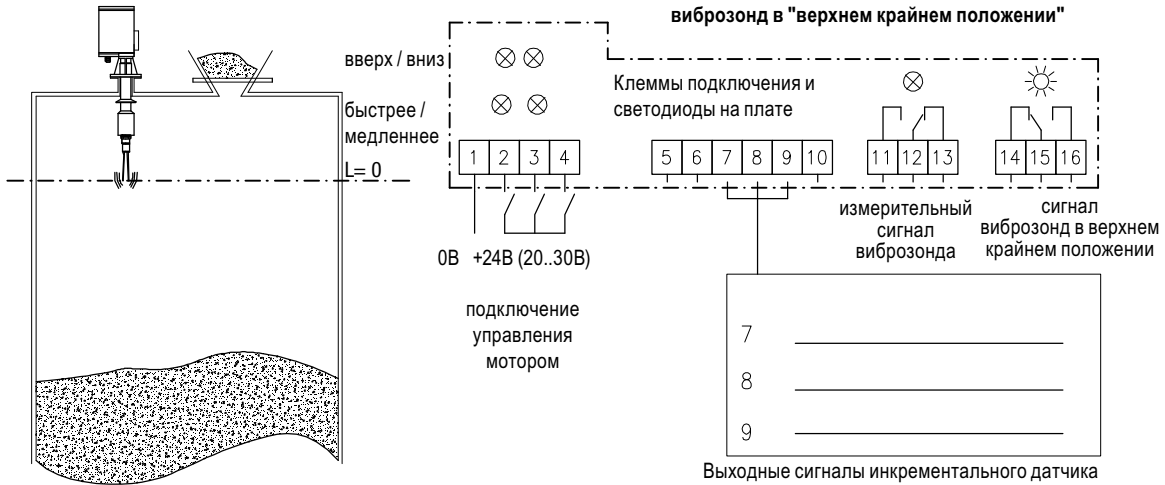 виброзонд в "верхнем крайнем положении"
вверх / вниз
быстрее /
медленнее
L= 0
Клеммы подключения и
светодиоды на плате
1 2 3 4
5 6 7 8 9 10
11 12 13
14 15 16
0В +24В (20..30В)
подключение
управления
мотором
измерительный
сигнал
виброзонда
сигнал
виброзонд в верхнем
крайнем положении
7
8
9
Выходные сигналы инкрементального датчика